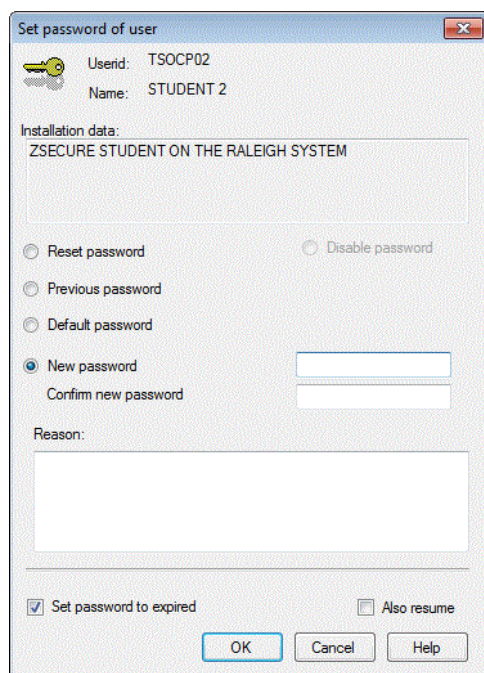 Set password of user
Userid: TSOCP02
Name: STUDENT 2
Installation data:
ZSECURE STUDENT ON THE RALEIGH SYSTEM
Reset password Disable password
Previous password
Default password
New password
Confirm new password
Reason:
Set password to expired Also resume
OK Cancel Help